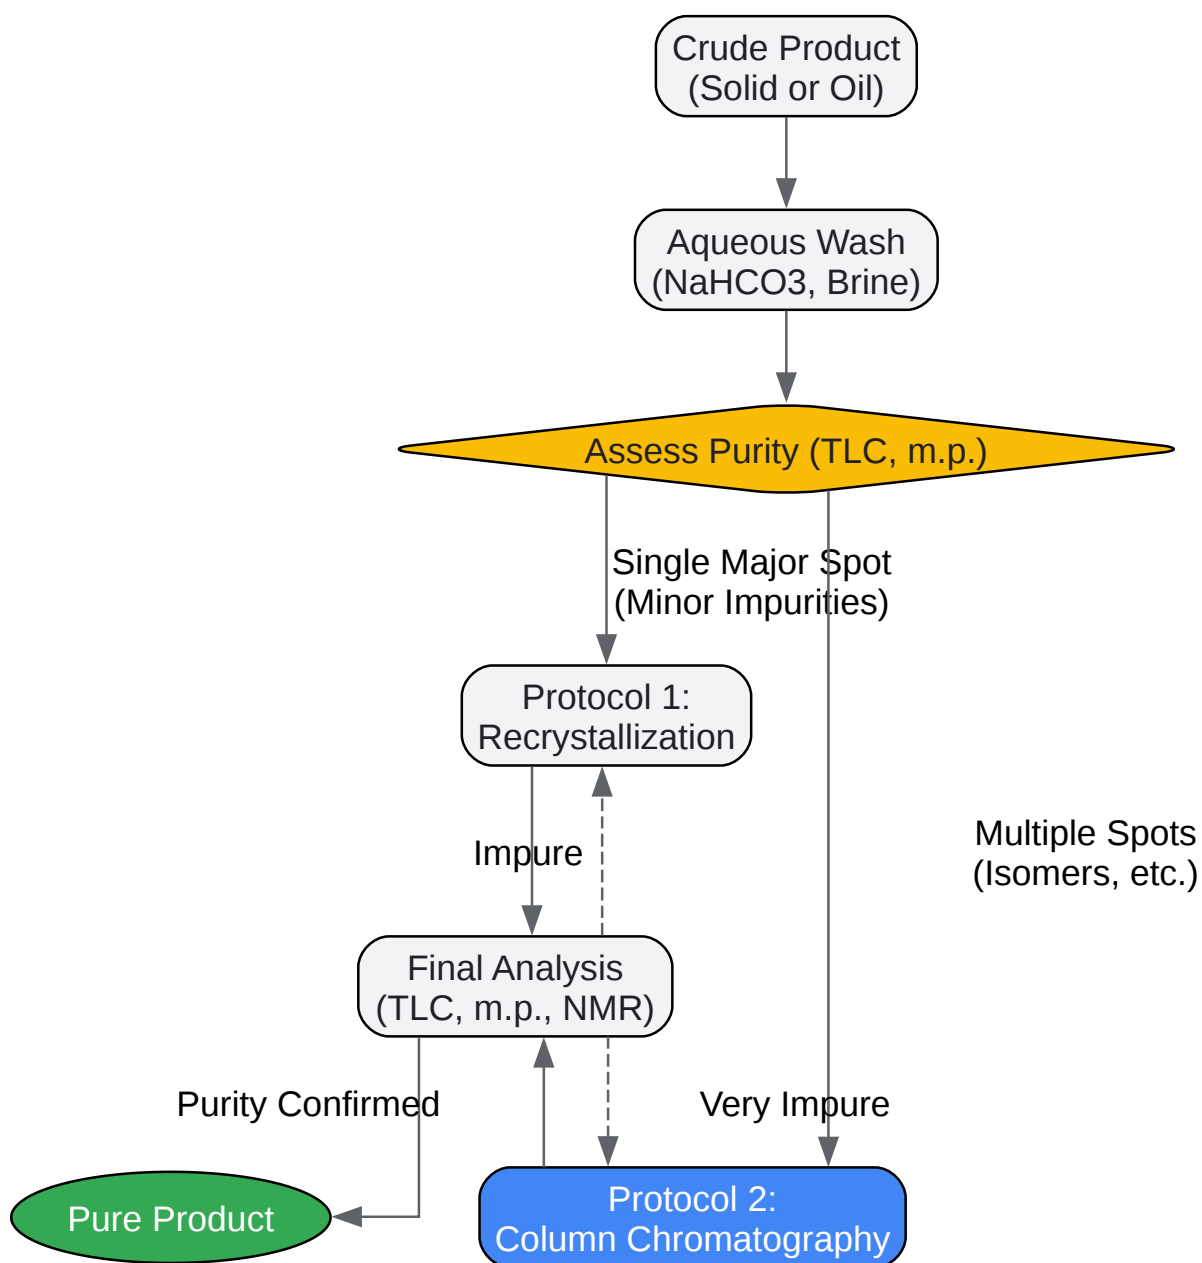 Crude Product
(Solid or Oil)
Aqueous Wash
(NaHCO3, Brine)
Assess Purity (TLC, m.p.)
Single Major Spot
(Minor Impurities)
Protocol 1:
Recrystallization
Multiple Spots
(Isomers, etc.)
Impure
Final Analysis
(TLC, m.p., NMR)
Purity Confirmed
Very Impure
Pure Product
Protocol 2:
Column Chromatography